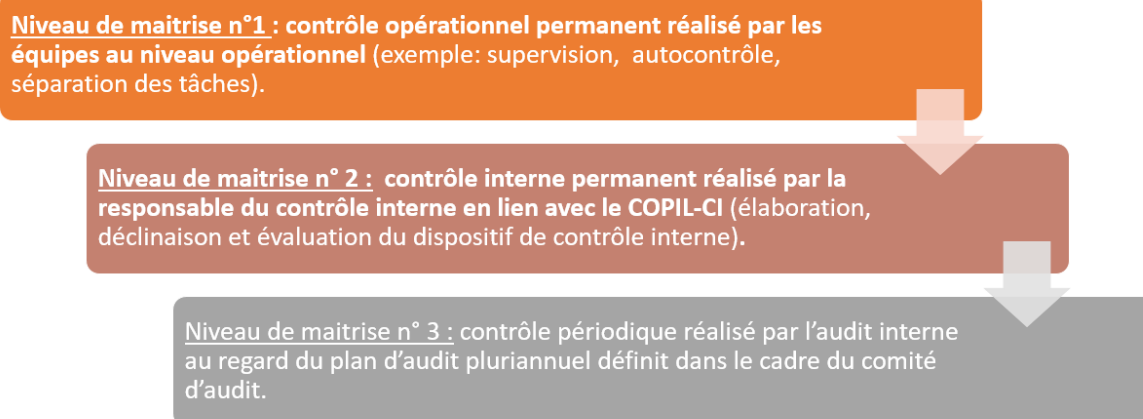 Niveau de maitrise n°1 : contrôle opérationnel permanent réalisé par les
équipes au niveau opérationnel (exemple: supervision, autocontrôle,
séparation des tâches).
Niveau de maitrise n° 2 : contrôle interne permanent réalisé par la
responsable du contrôle interne en lien avec le COPIL-CI (élaboration,
déclinaison et évaluation du dispositif de contrôle interne).
Niveau de maitrise n° 3 : contrôle périodique réalisé par l’audit interne
au regard du plan d’audit pluriannuel définit dans le cadre du comité
d’audit.